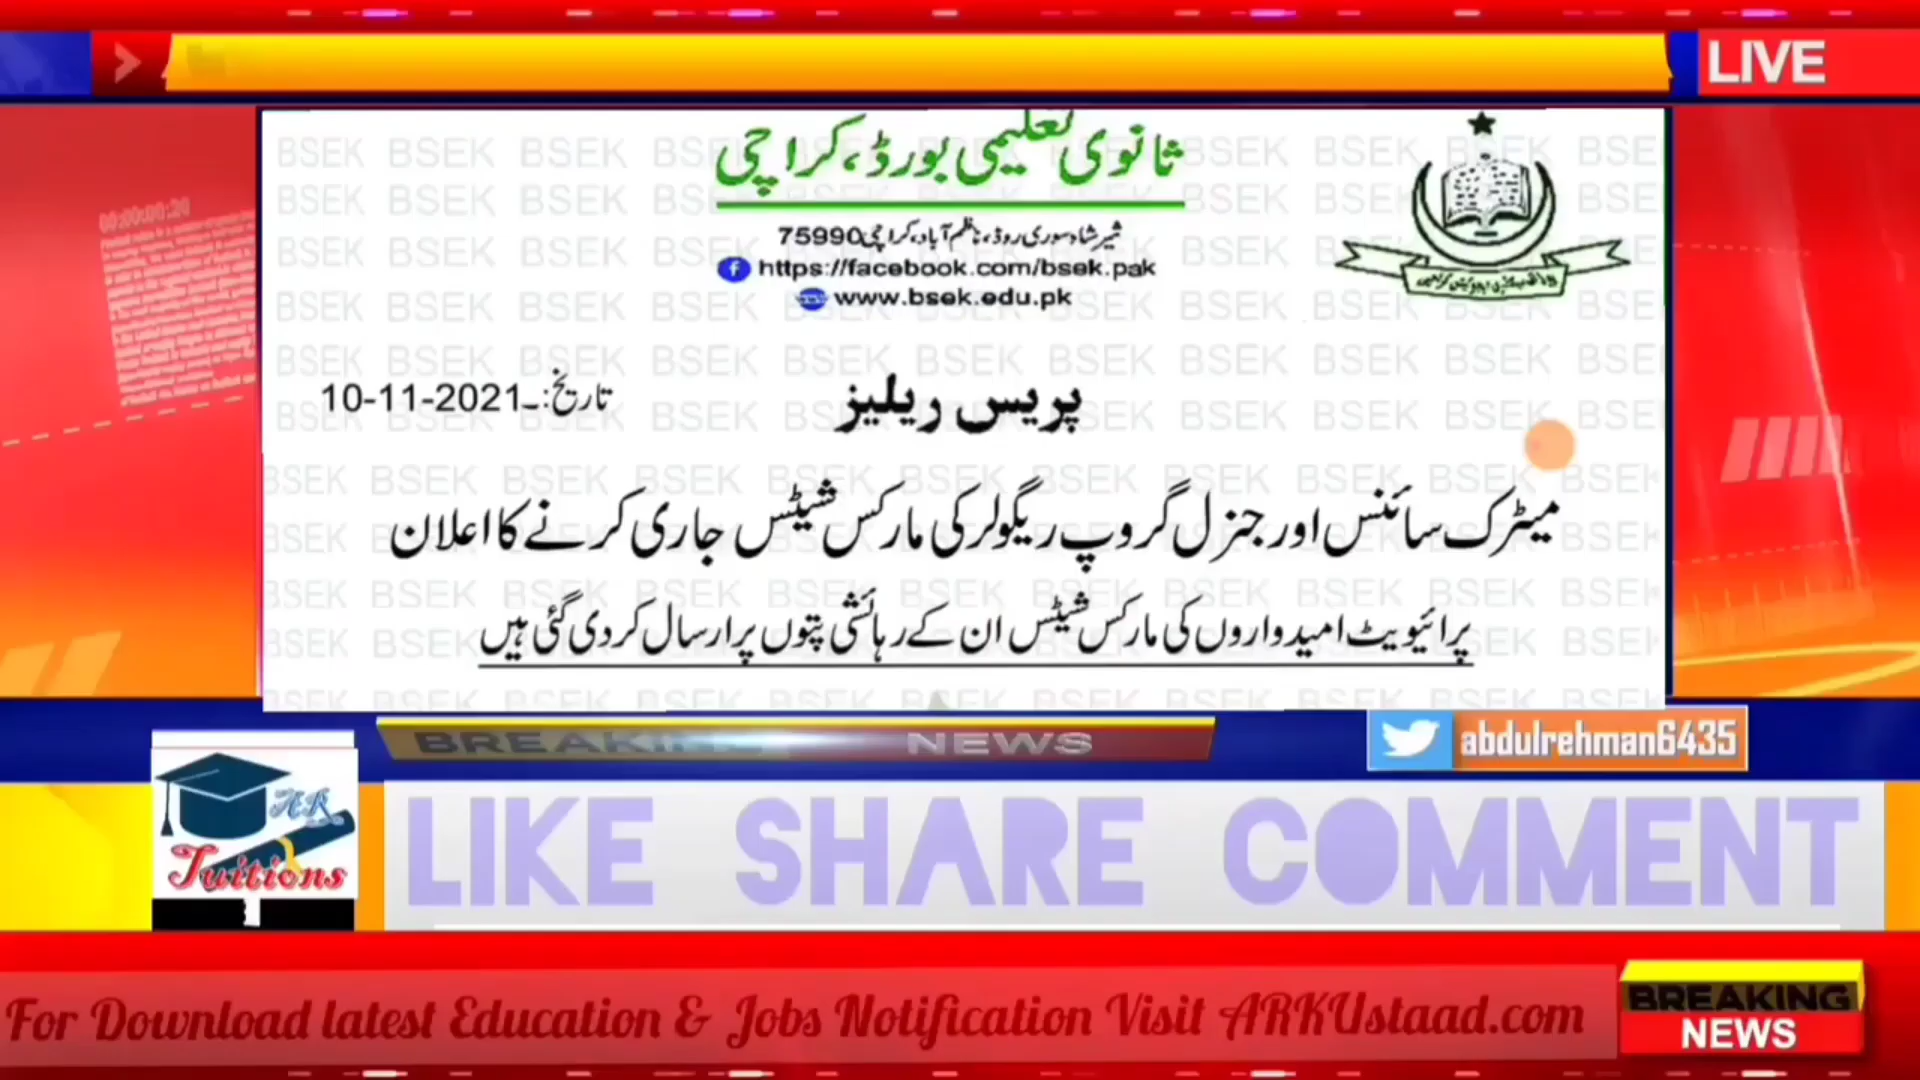 LIVE
ثانوی تعلیمی بورڈ، کراچی
شیر شاہ سوری روڈ، ناظم آباد، کراچی 75990
https://facebook.com/bsek.pak
www.bsek.edu.pk
پریس ریلیز
تاریخ:۔ 10-11-2021
میٹرک سائنس اور جنرل گروپ ریگولر کی مارکس شیٹس جاری کرنے کا اعلان
پرائیویٹ امیدواروں کی مارکس شیٹس ان کے رہائشی پتوں پر ارسال کر دی گئی ہیں
BREAKING NEWS
abdulrehman6435
AR
Tuitions
LIKE SHARE COMMENT
For Download latest Education & Jobs Notification Visit ARKUstaad.com
BREAKING
NEWS